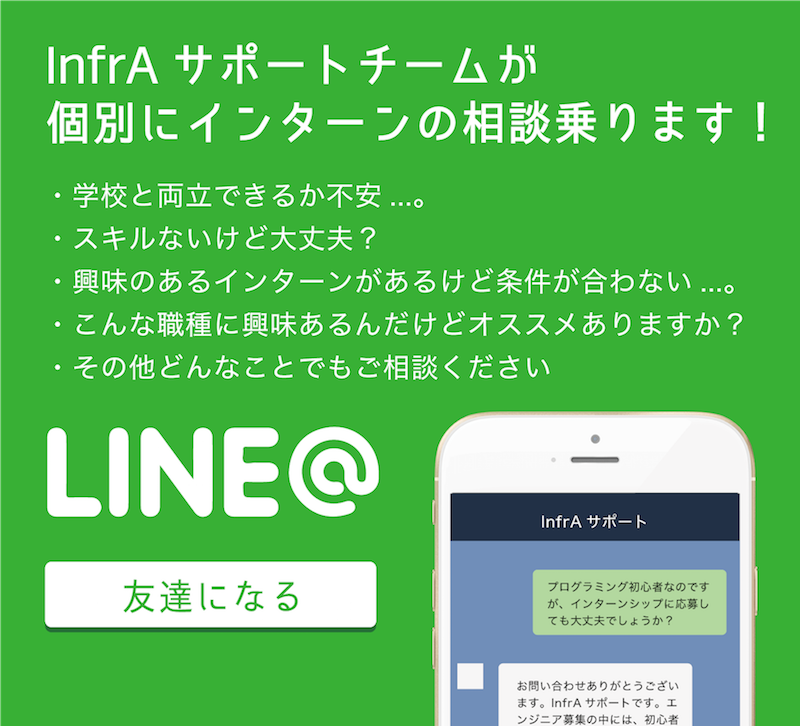 InfrA サポートチームが
個別にインターンの相談乗ります！
・学校と両立できるか不安 ...。
・スキルないけど大丈夫？
・興味のあるインターンがあるけど条件が合わない ...。
・こんな職種に興味あるんだけどオススメありますか？
・その他どんなことでもご相談ください
LINE@
友達になる
InfrA サポート
プログラミング初心者なのです
が、インターンシップに応募し
ても大丈夫でしょうか？
お問い合わせありがとうござい
ます。InfrA サポートです。エ
ンジニア募集の中には、初心者